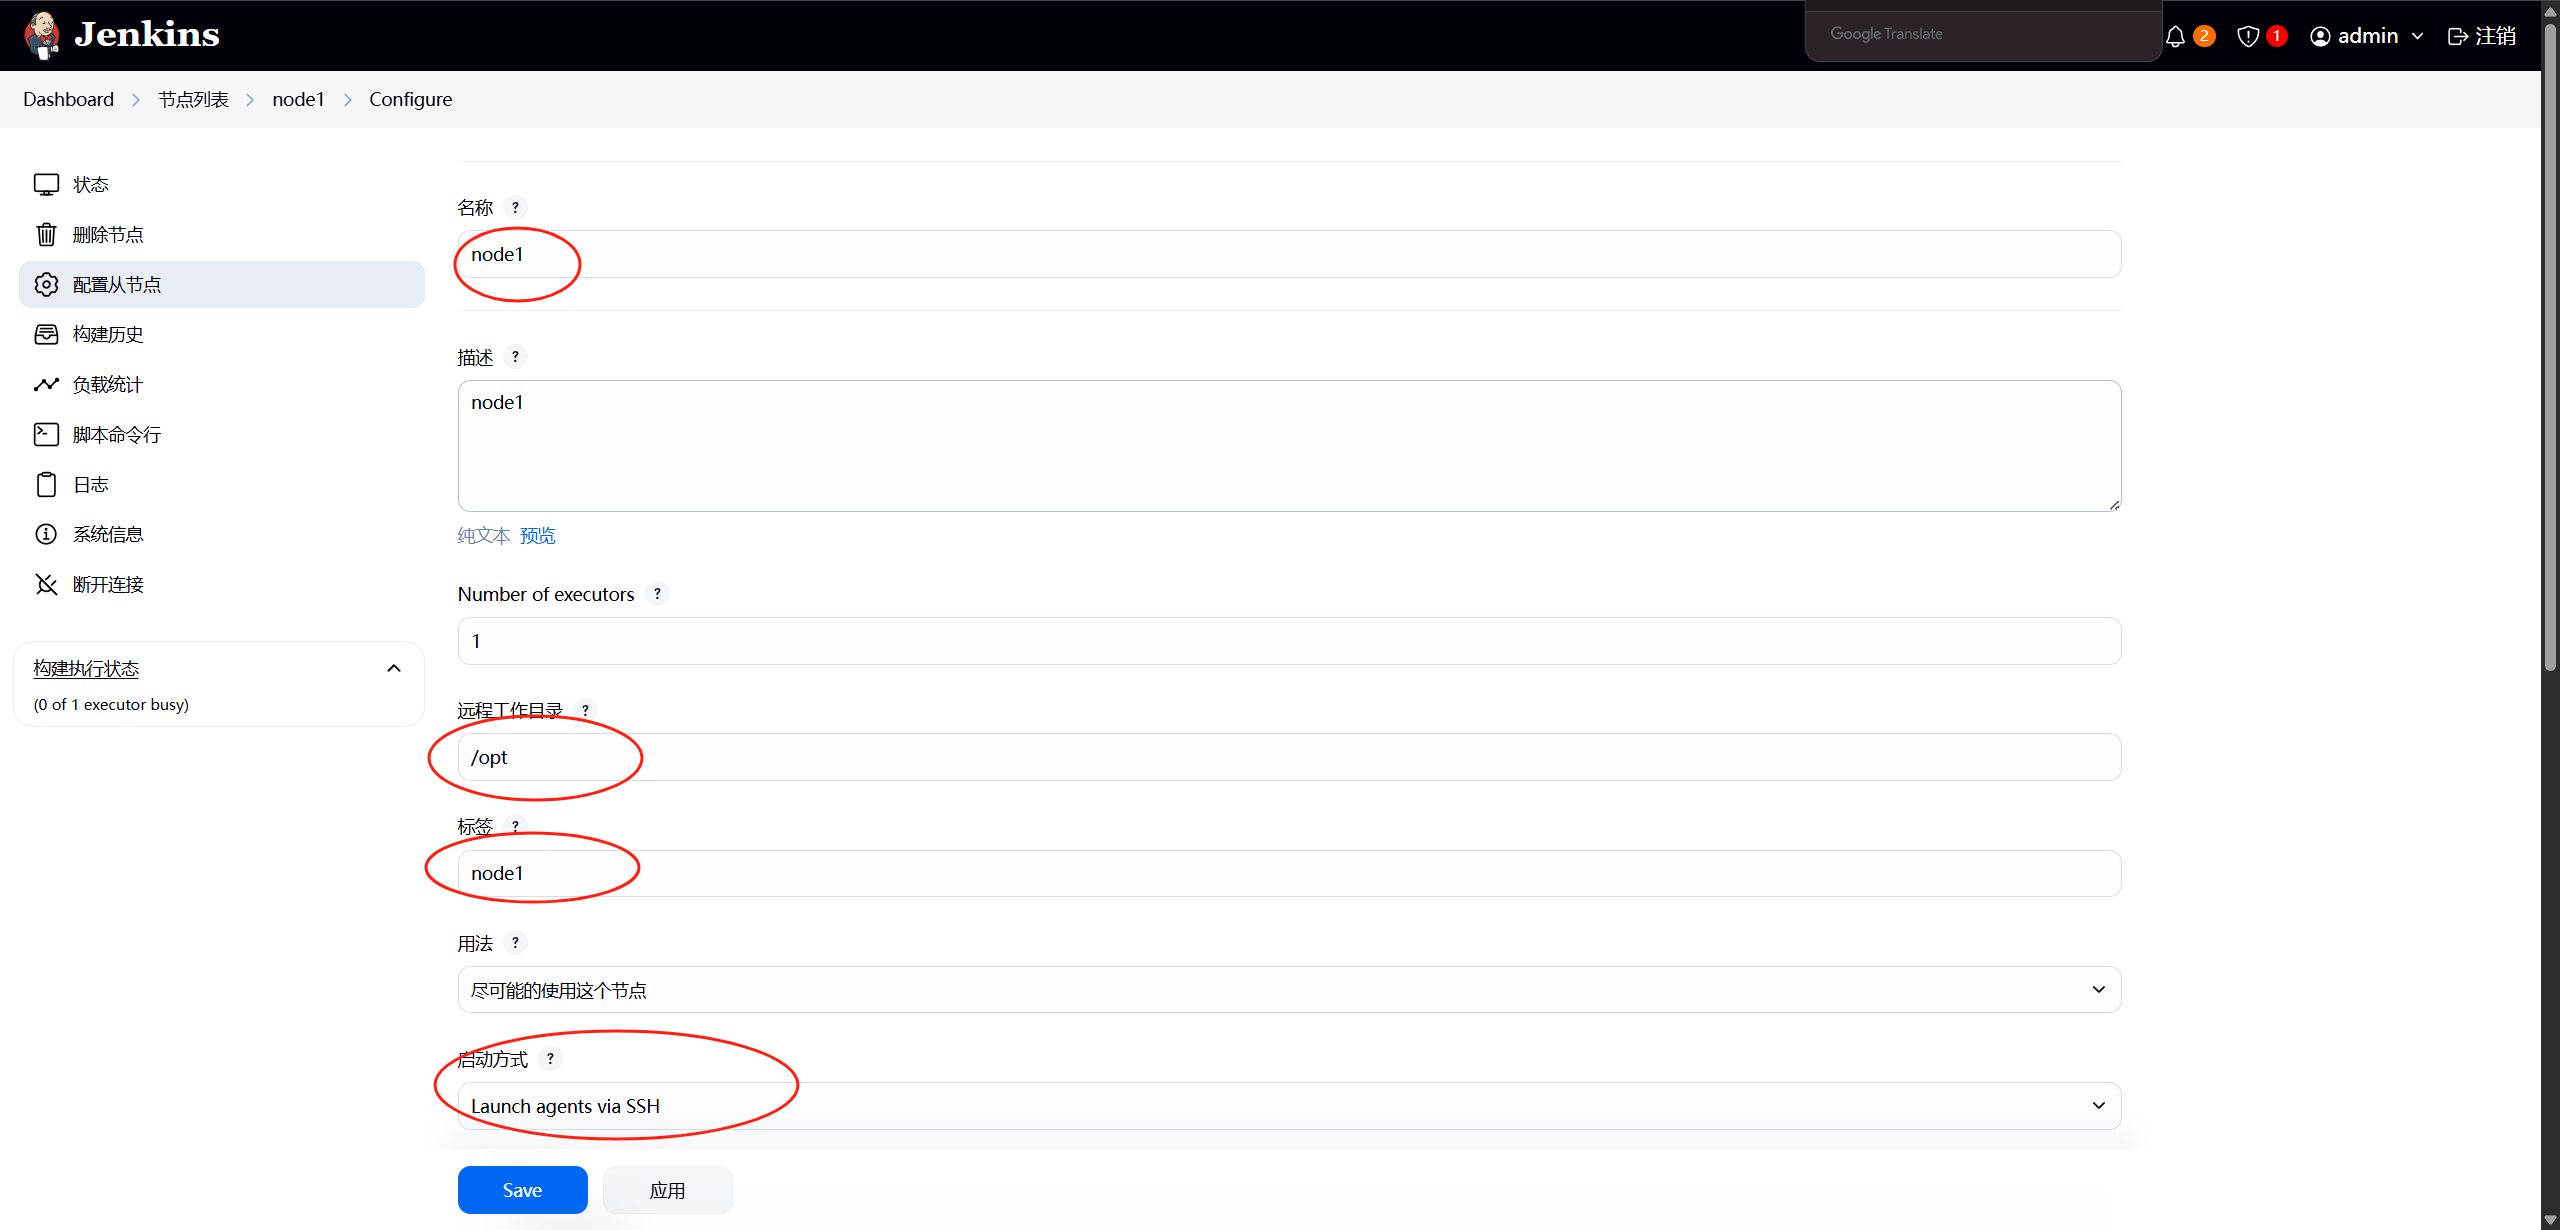 Jenkins
Google Translate
2
1
admin
注销
Dashboard
节点列表
node1
Configure
状态
删除节点
配置从节点
构建历史
负载统计
脚本命令行
日志
系统信息
断开连接
构建执行状态
(0 of 1 executor busy)
名称 ?
node1
描述 ?
node1
纯文本 预览
Number of executors ?
1
远程工作目录 ?
/opt
标签 ?
node1
用法 ?
尽可能的使用这个节点
启动方式 ?
Launch agents via SSH
Save
应用